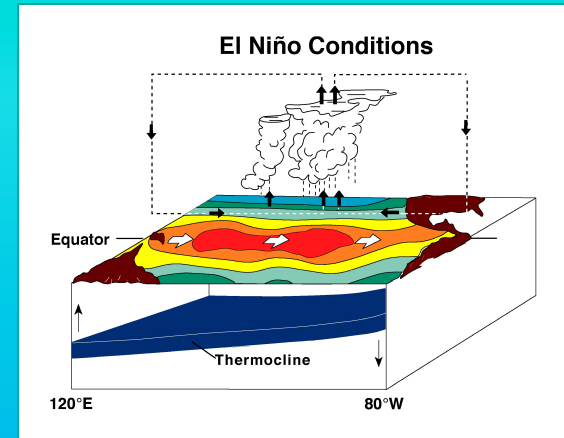 El Niño Conditions
Equator
Thermocline
120°E
80°W